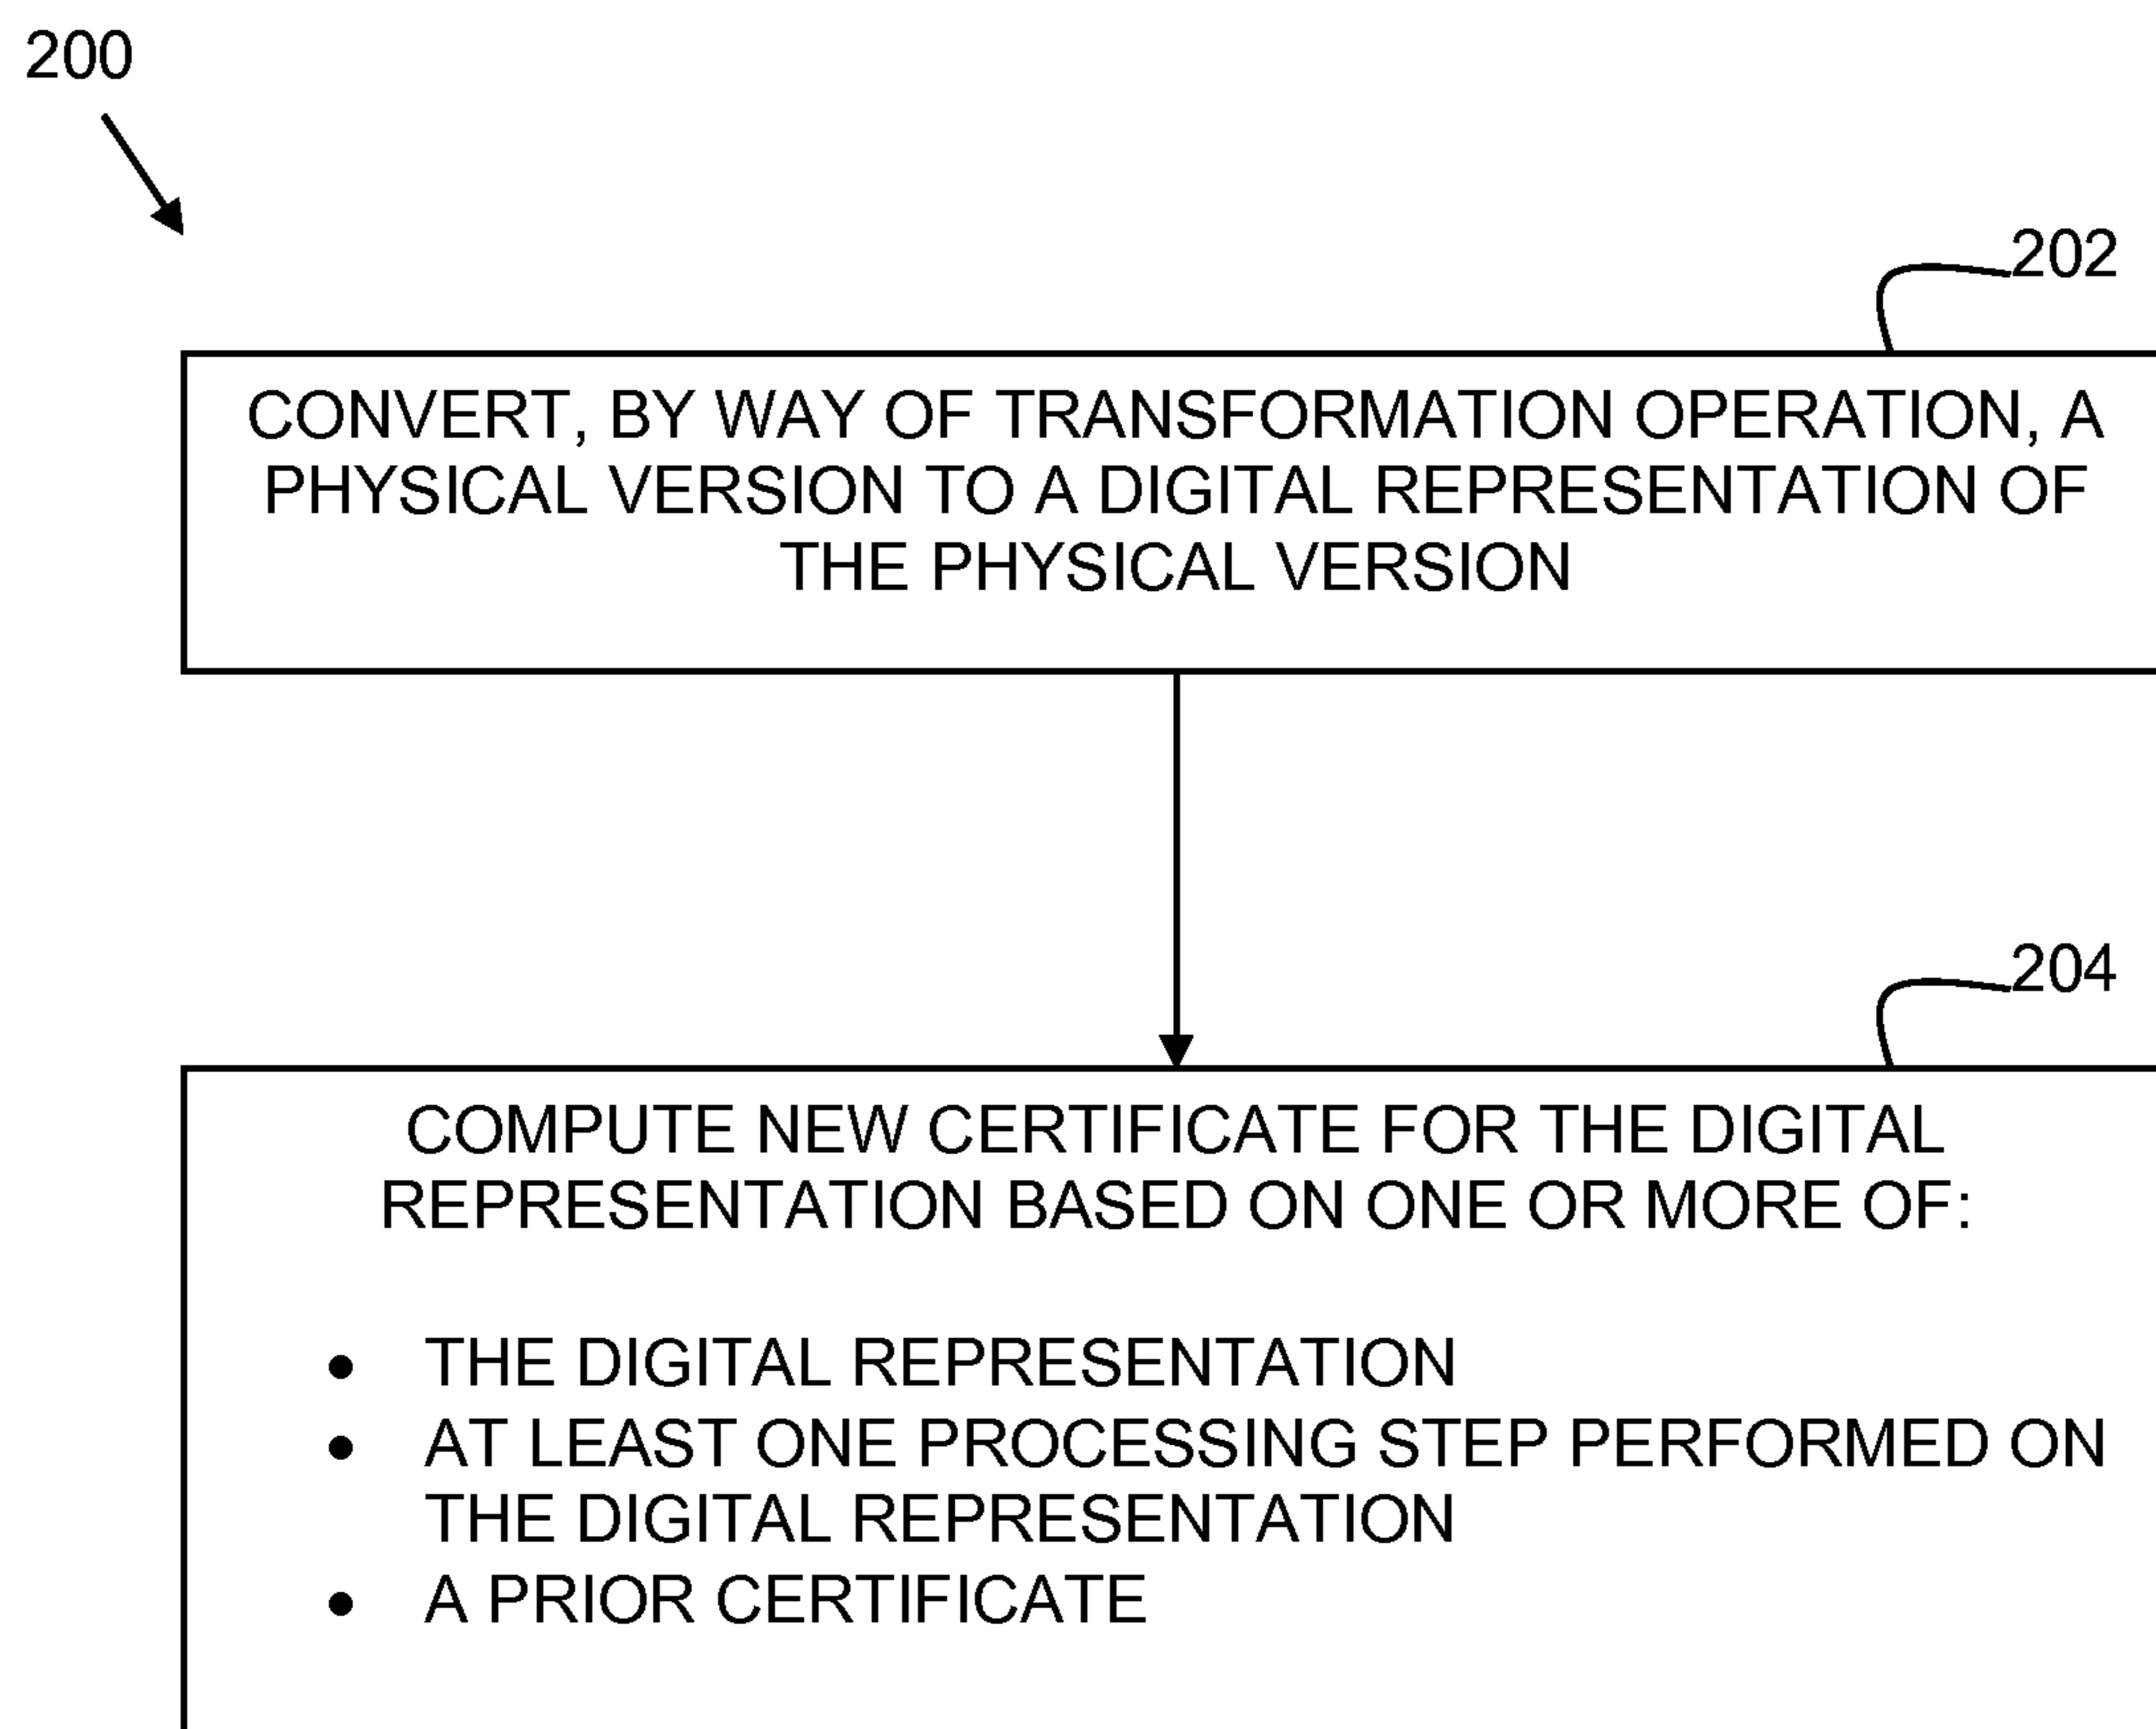 200
202
CONVERT, BY WAY OF TRANSFORMATION OPERATION, A
PHYSICAL VERSION TO A DIGITAL REPRESENTATION OF
THE PHYSICAL VERSION
204
COMPUTE NEW CERTIFICATE FOR THE DIGITAL
REPRESENTATION BASED ON ONE OR MORE OF:
• THE DIGITAL REPRESENTATION
• AT LEAST ONE PROCESSING STEP PERFORMED ON
THE DIGITAL REPRESENTATION
• A PRIOR CERTIFICATE